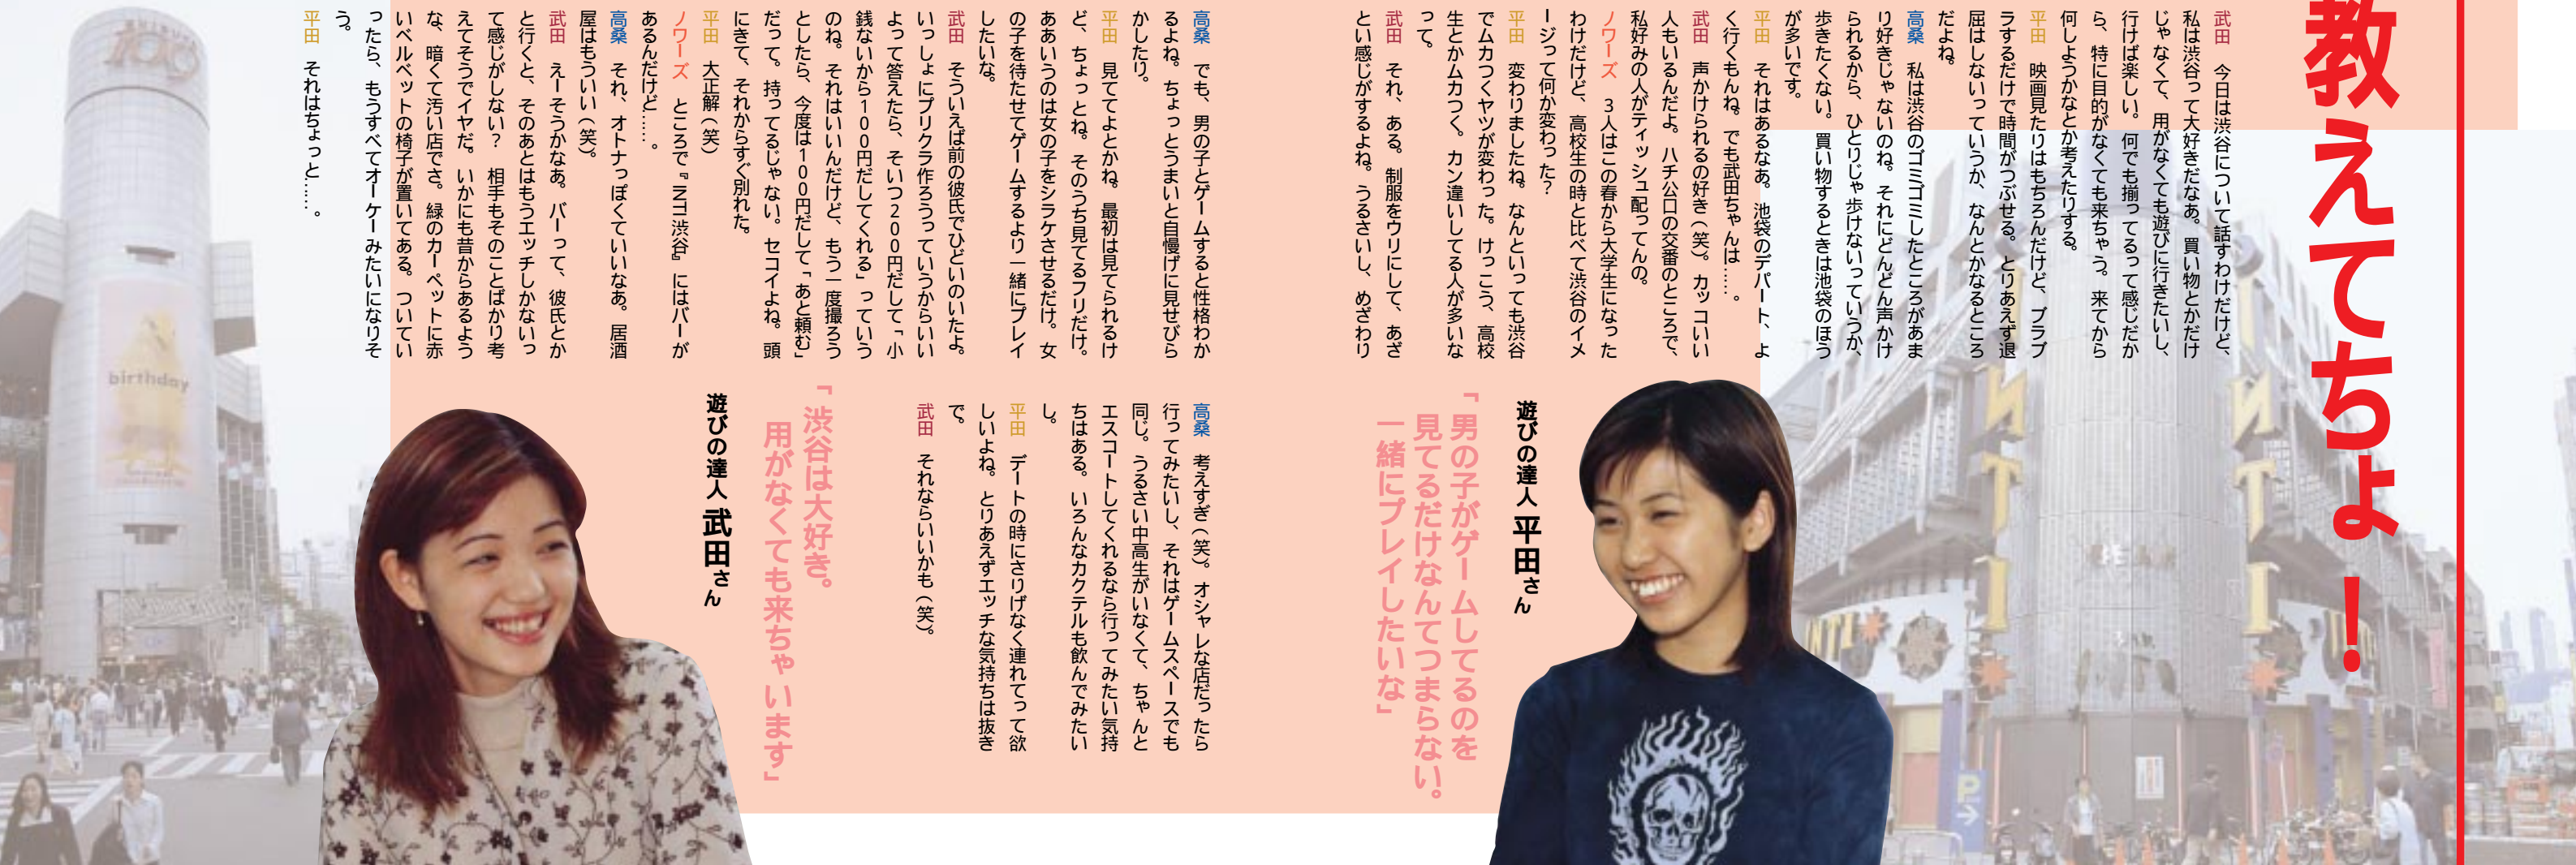 教えてちょ！
武田　今日は渋谷について話すわけだけど、
私は渋谷って大好きだなあ。買い物とかだけ
じゃなくて、用がなくても遊びに行きたいし、
行けば楽しい。何でも揃ってるって感じだか
ら、特に目的がなくても来ちゃう。来てから
何しようかなとか考えたりする。
平田　映画見たりはもちろんだけど、ブラブ
ラするだけで時間がつぶせる。とりあえず退
屈はしないっていうか、なんとかなるところ
だよね。
高桑　私は渋谷のゴミゴミしたところがあま
り好きじゃないのね。それにどんどん声かけ
られるから、ひとりじゃ歩けないっていうか、
歩きたくない。買い物するときは池袋のほう
が多いです。
平田　それはあるなあ。池袋のデパート、よ
く行くもんね。でも武田ちゃんは……。
武田　声かけられるの好き（笑）。カッコいい
人もいるんだよ。ハチ公口の交番のところで、
私好みの人がティッシュ配ってんの。
ノワーズ　3人はこの春から大学生になった
わけだけど、高校生の時と比べて渋谷のイメ
ージって何か変わった？
平田　変わりましたね。なんといっても渋谷
でムカつくヤツが変わった。けっこう、高校
生とかムカつく。カン違いしてる人が多いな
って。
武田　それ、ある。制服をウリにして、あざ
とい感じがするよね。うるさいし、めざわり
「男の子がゲームしてるのを
見てるだけなんてつまらない。
一緒にプレイしたいな」
遊びの達人 平田さん
高桑　でも、男の子とゲームすると性格わか
るよね。ちょっとうまいと自慢げに見せびら
かしたり。
平田　見ててよとかね。最初は見てられるけ
ど、ちょっとね。そのうち見てるフリだけ。
ああいうのは女の子をシラケさせるだけ。女
の子を待たせてゲームするより一緒にプレイ
したいな。
武田　そういえば前の彼氏でひどいのいたよ。
いっしょにプリクラ作ろうっていうからいい
よって答えたら、そいつ200円だして「小
銭ないから100円だしてくれる」っていう
のね。それはいいんだけど、もう一度撮ろう
としたら、今度は100円だして「あと頼む」
だって。持ってるじゃない。セコイよね。頭
にきて、それからすぐ別れた。
平田　大正解（笑）
ノワーズ　ところで『INTI渋谷』にはバーが
あるんだけど……。
高桑　それ、オトナっぽくていいなあ。居酒
屋はもういい（笑）。
武田　えーそうかなあ。バーって、彼氏とか
と行くと、そのあとはもうエッチしかないっ
て感じがしない？　相手もそのことばかり考
えてそうでイヤだ。いかにも昔からあるよう
な、暗くて汚い店でさ。緑のカーペットに赤
いベルベットの椅子が置いてある。ついてい
ったら、もうすべてオーケーみたいになりそ
う。
平田　それはちょっと……。
高桑　考えすぎ（笑）。オシャレな店だったら
行ってみたいし、それはゲームスペースでも
同じ。うるさい中高生がいなくて、ちゃんと
エスコートしてくれるなら行ってみたい気持
ちはある。いろんなカクテルも飲んでみたい
し。
平田　デートの時にさりげなく連れてって欲
しいよね。とりあえずエッチな気持ちは抜き
で。
武田　それならいいかも（笑）。
「渋谷は大好き。
用がなくても来ちゃいます」
遊びの達人 武田さん
109
birthday
INTI
INTI
P